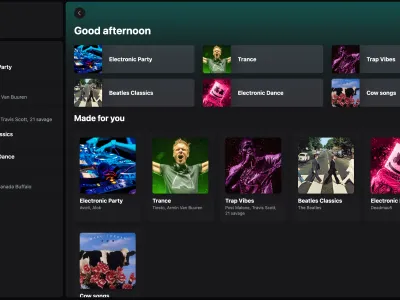 Good afternoon
Party
Van Buuren
Travis Scott, 21 savage
ssics
Dance
anada Buffalo
Electronic Party
Trance
Trap Vibes
Beatles Classics
Electronic Dance
Cow songs
Made for you
Electronic Party
Trance
Trap Vibes
Beatles Classics
Electronic D
Avicii, Alok
Tiesto, Armin Van Buuren
Post Malone, Travis Scott,
The Beatles
21 savage
Cow songs